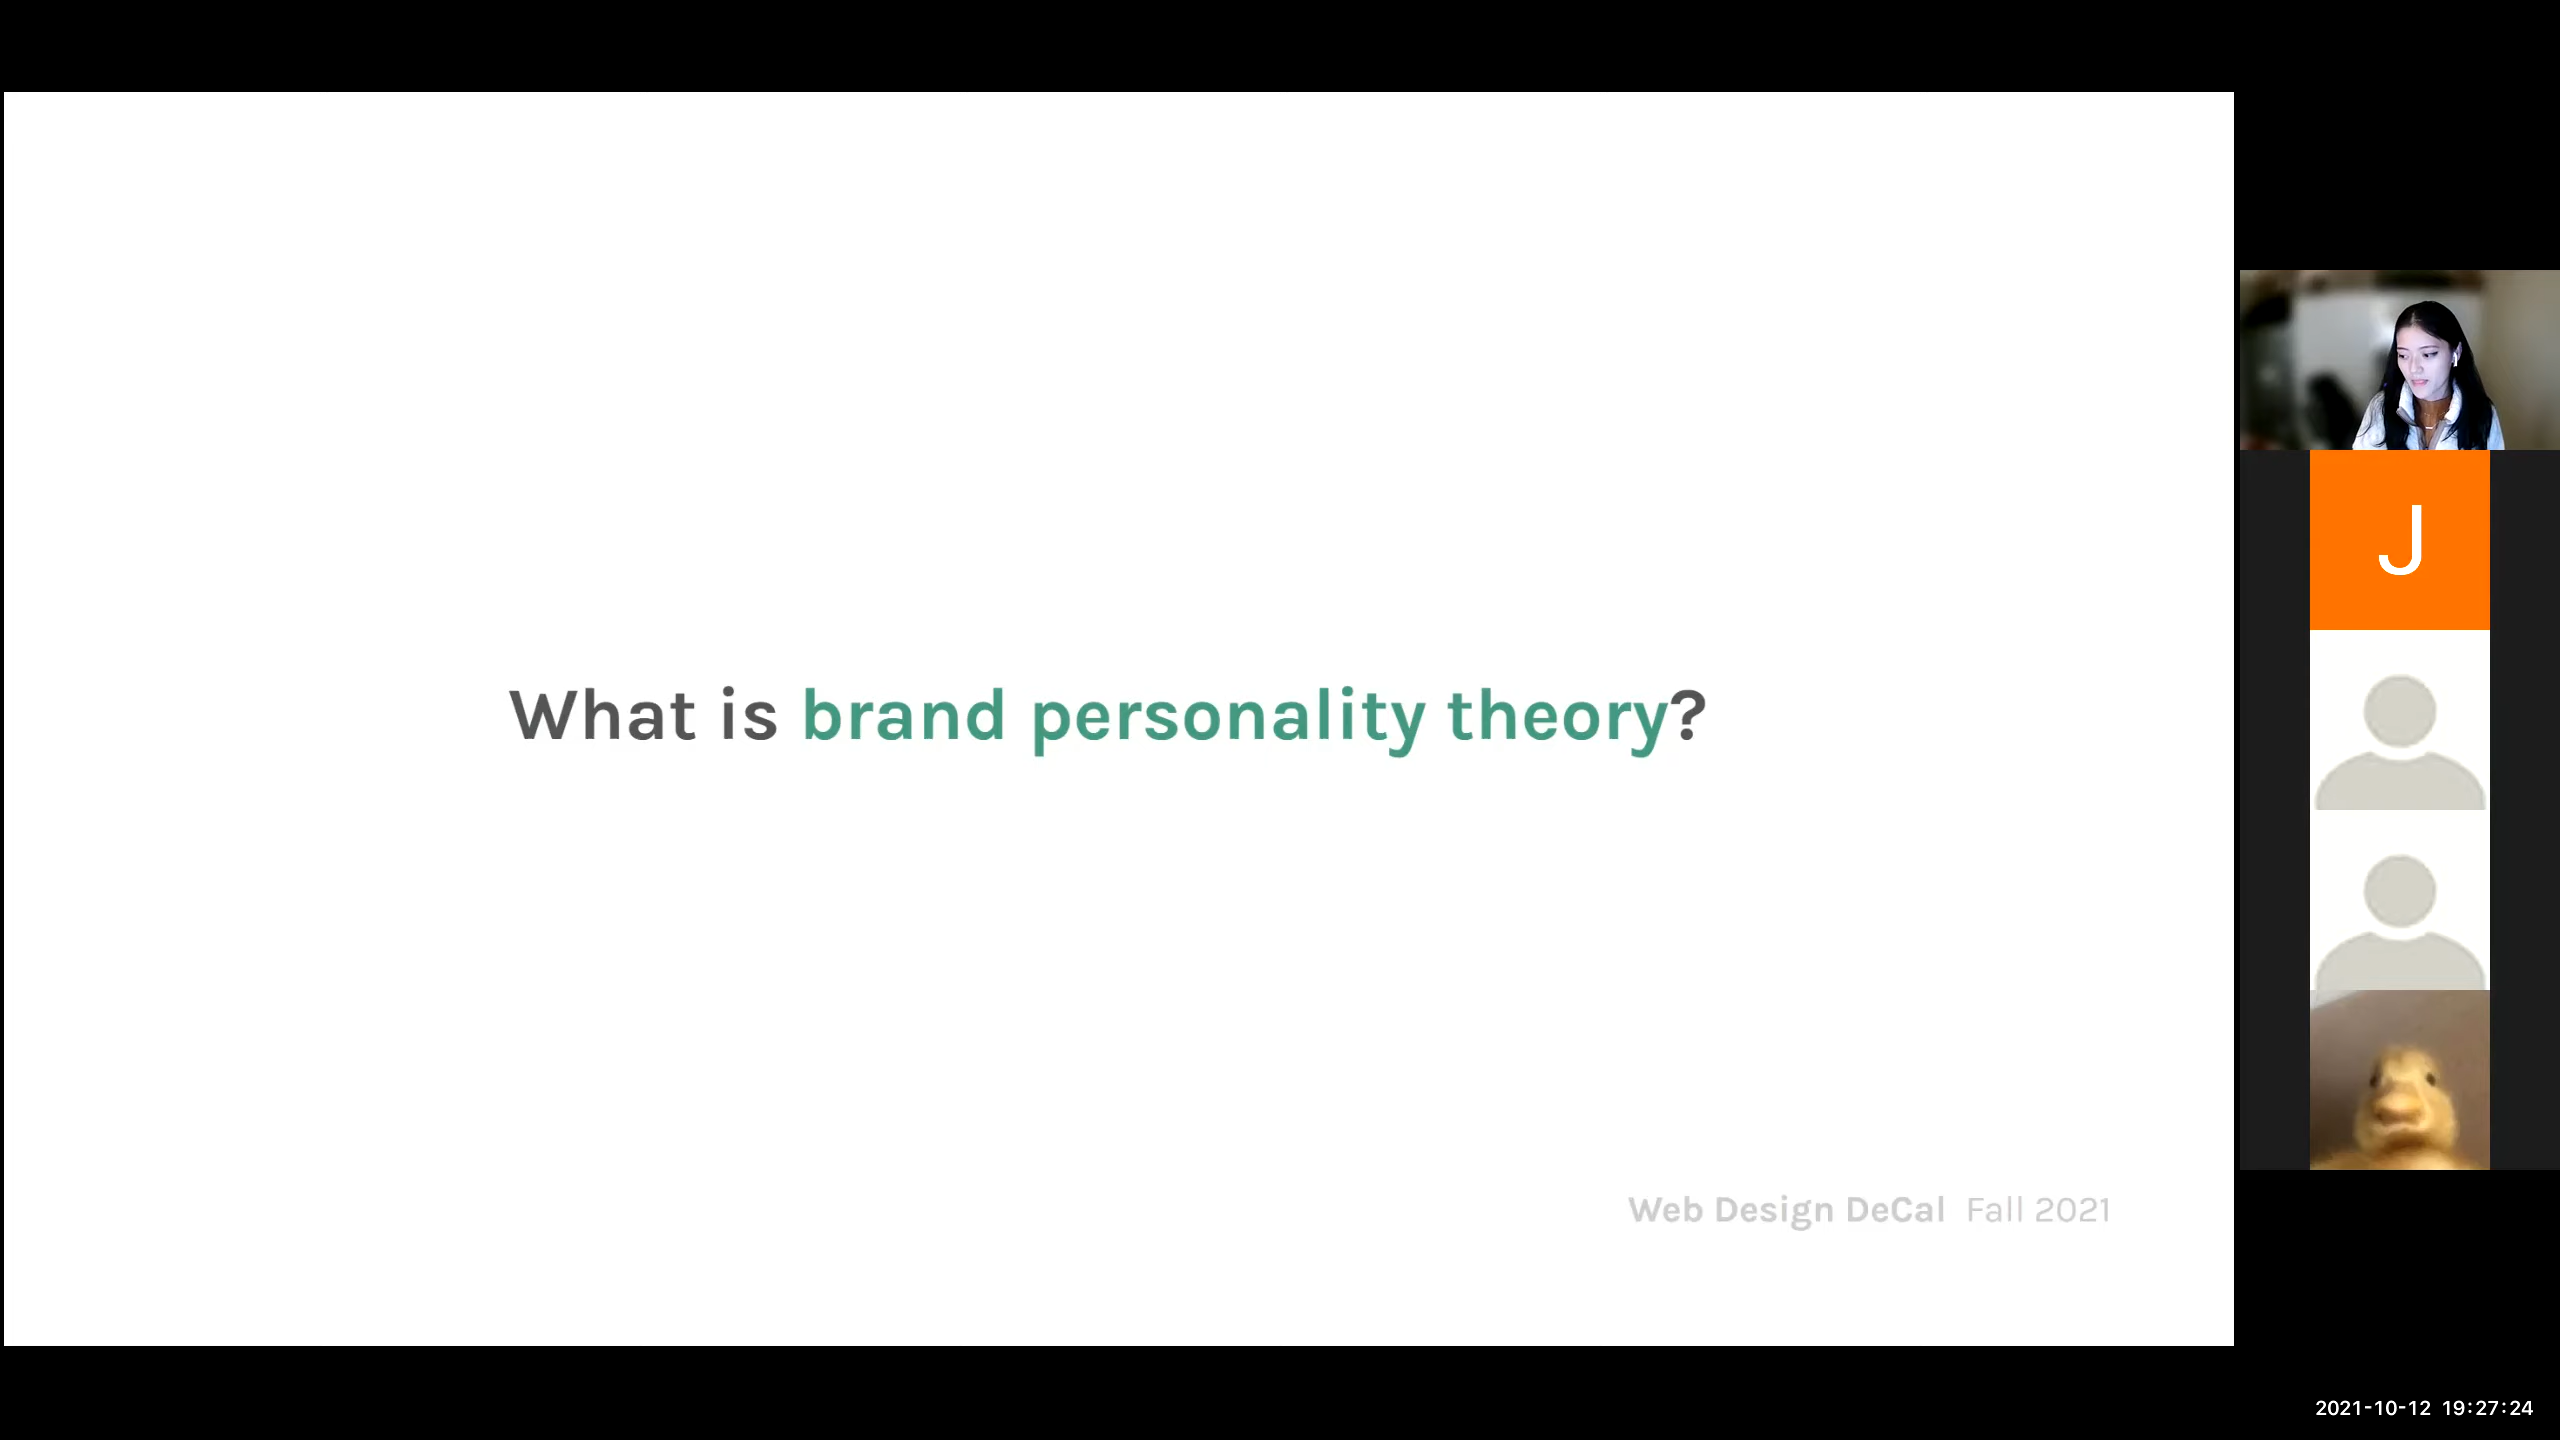 What is brand personality theory?
J
Web Design DeCal Fall 2021
2021-10-12 19:27:24